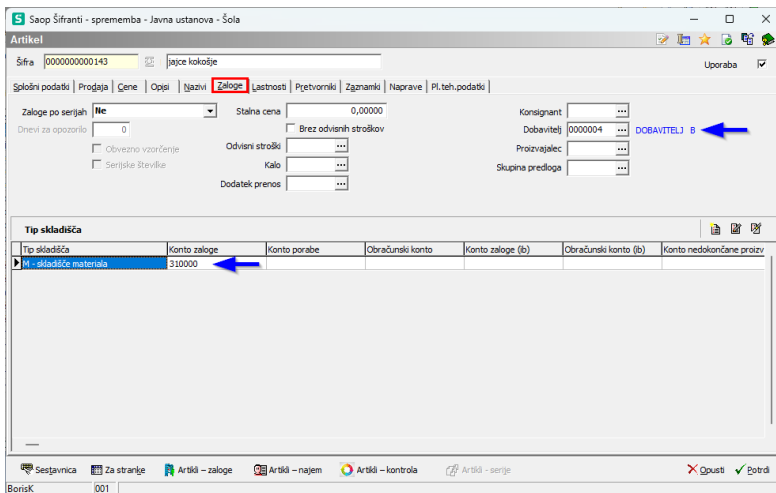 Saop Šifranti - sprememba - Javna ustanova - Šola
Artikel
Šifra 0000000000143 jajce kokošje Uporaba
Splošni podatki Prodaja Cene Opisi Nazivi Zaloge Lastnosti Pretvorniki Zaznamki Naprave Pl.teh.podatki
Zaloge po serijah Ne Stalna cena 0,00000 Konsignant ...
Dnevi za opozorilo 0 Brez odvisnih stroškov Dobavitelj 0000004 ... DOBAVITELJ B
Obvezno vzorčenje Odvisni stroški ... Proizvajalec ...
Serijske številke Kalo ... Skupina predloga ...
Dodatek prenos ...
Tip skladišča
Tip skladišča Konto zaloge Konto porabe Obračunski konto Konto zaloge (ib) Obračunski konto (ib) Konto nedokončane proizv
M - skladišče materiala 310000
Sestavnica Za stranke Artikli – zaloge Artikli – najem Artikli – kontrola Artikli - serije Opusti Potrdi
BorisK 001